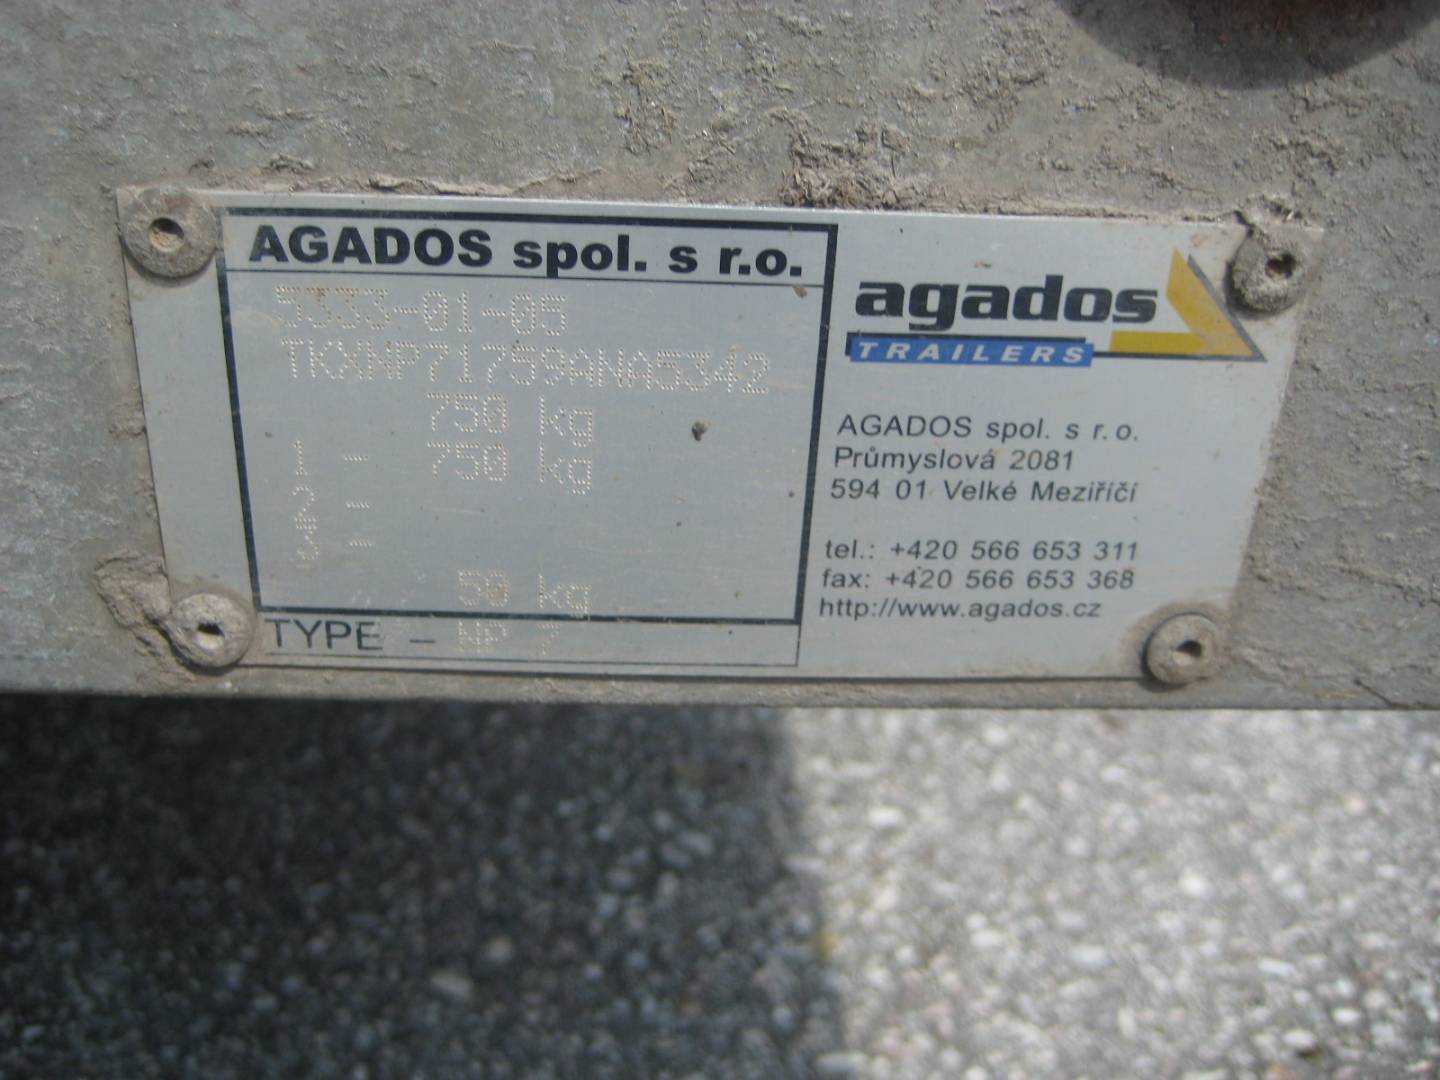 AGADOS spol. s r.o.
5333-01-05
TKXNP71759ANA5342
750 kg
1 - 750 kg
2 -
3 -
50 kg
TYPE - NP 7
agados
TRAILERS
AGADOS spol. s r.o.
Průmyslová 2081
594 01 Velké Meziříčí
tel.: +420 566 653 311
fax: +420 566 653 368
http://www.agados.cz